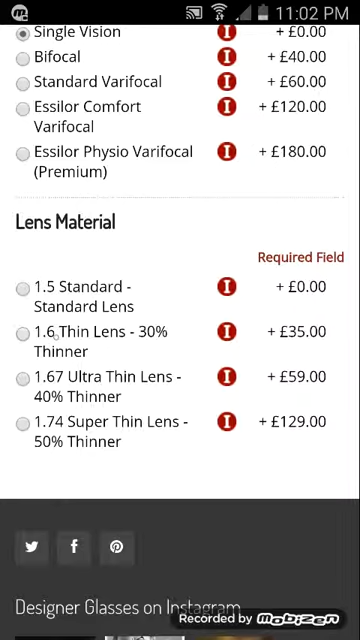 11:02 PM
Single Vision + £0.00
Bifocal + £40.00
Standard Varifocal + £60.00
Essilor Comfort + £120.00
Varifocal
Essilor Physio Varifocal + £180.00
(Premium)
Lens Material
Required Field
1.5 Standard - + £0.00
Standard Lens
1.6 Thin Lens - 30% + £35.00
Thinner
1.67 Ultra Thin Lens - + £59.00
40% Thinner
1.74 Super Thin Lens - + £129.00
50% Thinner
Designer Glasses on Instagram
Recorded by Mobizen